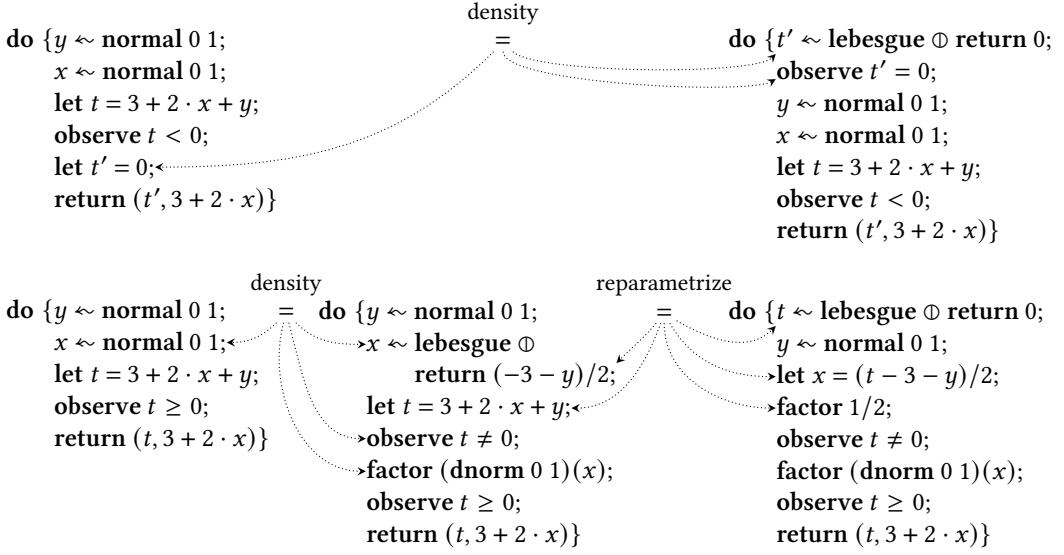 density
=
do {y ⇜ normal 0 1;
x ⇜ normal 0 1;
let t = 3 + 2 · x + y;
observe t < 0;
let t′ = 0;
return (t′, 3 + 2 · x)}
do {t′ ⇜ lebesgue ⦶ return 0;
observe t′ = 0;
y ⇜ normal 0 1;
x ⇜ normal 0 1;
let t = 3 + 2 · x + y;
observe t < 0;
return (t′, 3 + 2 · x)}
density
=
reparametrize
=
do {y ⇜ normal 0 1;
x ⇜ normal 0 1;
let t = 3 + 2 · x + y;
observe t ≥ 0;
return (t, 3 + 2 · x)}
do {y ⇜ normal 0 1;
x ⇜ lebesgue ⦶
return (−3 − y)/2;
let t = 3 + 2 · x + y;
observe t ≠ 0;
factor (dnorm 0 1)(x);
observe t ≥ 0;
return (t, 3 + 2 · x)}
do {t ⇜ lebesgue ⦶ return 0;
y ⇜ normal 0 1;
let x = (t − 3 − y)/2;
factor 1/2;
observe t ≠ 0;
factor (dnorm 0 1)(x);
observe t ≥ 0;
return (t, 3 + 2 · x)}